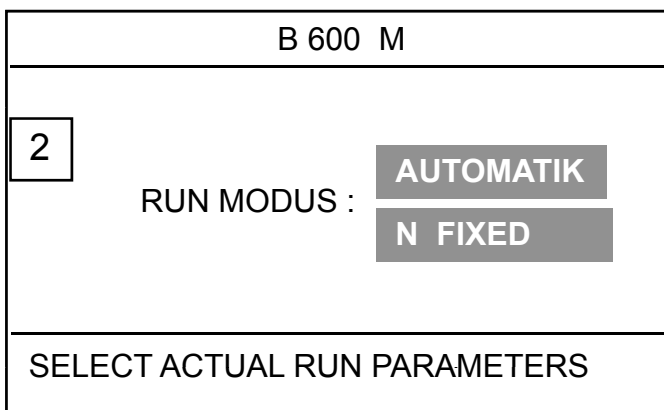 B 600 M
2
AUTOMATIK
RUN MODUS :
N FIXED
SELECT ACTUAL RUN PARAMETERS